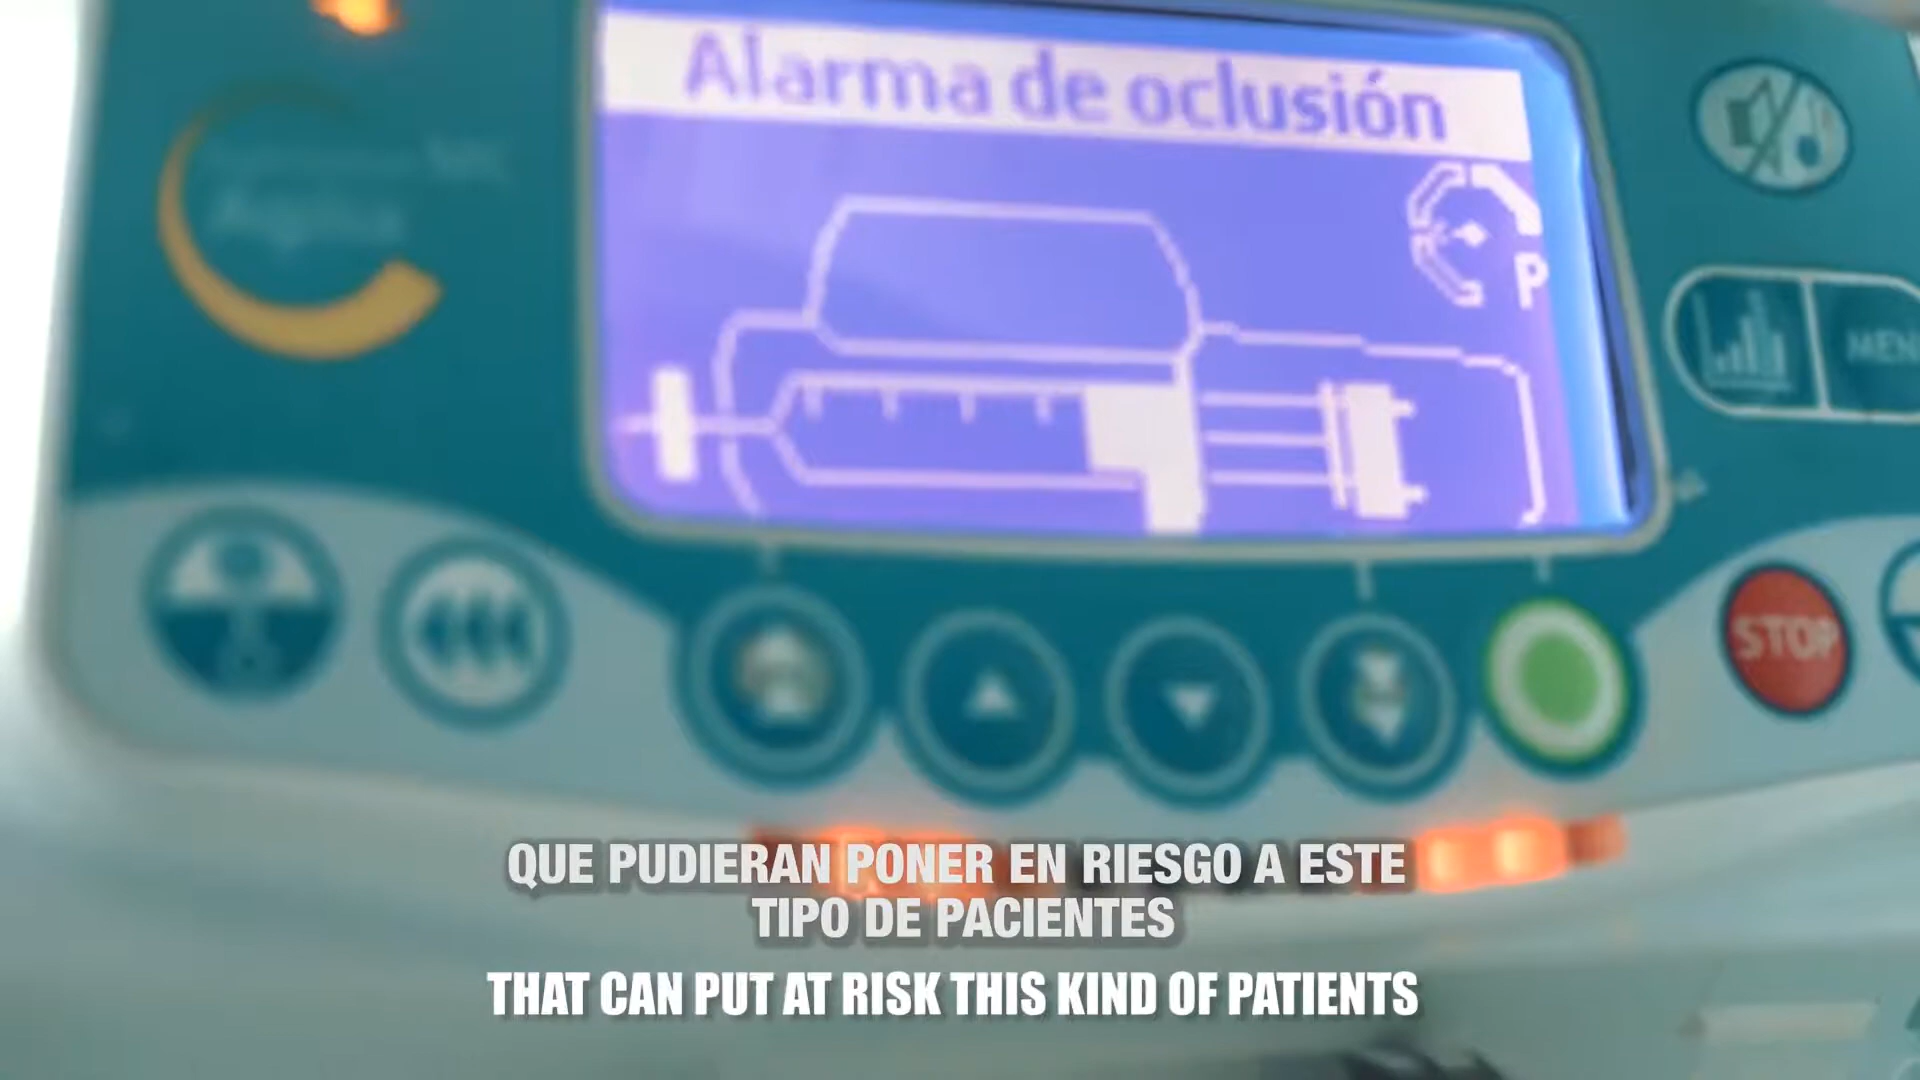 Alarma de oclusión
P
MENU
STOP
QUE PUDIERAN PONER EN RIESGO A ESTE
TIPO DE PACIENTES
THAT CAN PUT AT RISK THIS KIND OF PATIENTS